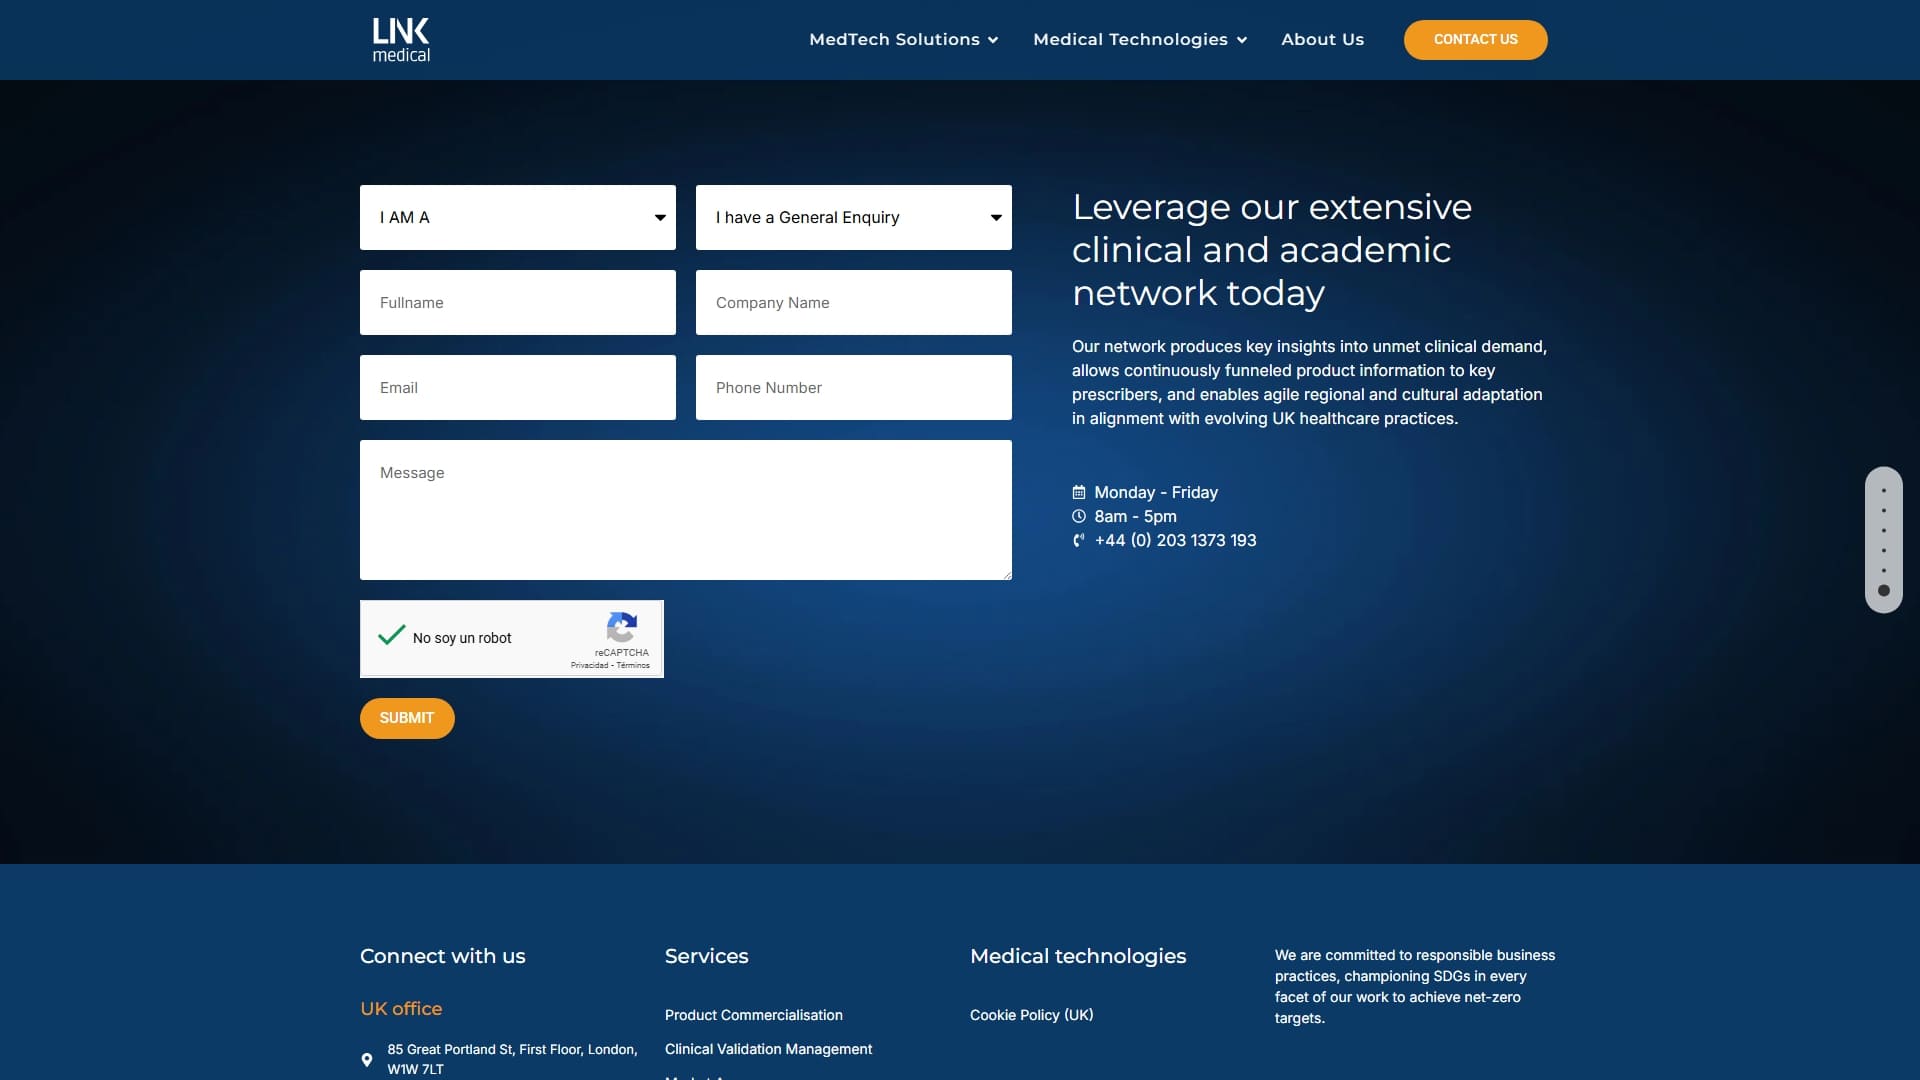 LINK
medical
MedTech Solutions
Medical Technologies
About Us
CONTACT US
I AM A
I have a General Enquiry
Fullname
Company Name
Email
Phone Number
Message
No soy un robot
reCAPTCHA
Privacidad - Términos
SUBMIT
Leverage our extensive
clinical and academic
network today
Our network produces key insights into unmet clinical demand,
allows continuously funneled product information to key
prescribers, and enables agile regional and cultural adaptation
in alignment with evolving UK healthcare practices.
Monday - Friday
8am - 5pm
+44 (0) 203 1373 193
Connect with us
UK office
85 Great Portland St, First Floor, London,
W1W 7LT
Services
Product Commercialisation
Clinical Validation Management
Medical technologies
Cookie Policy (UK)
We are committed to responsible business
practices, championing SDGs in every
facet of our work to achieve net-zero
targets.